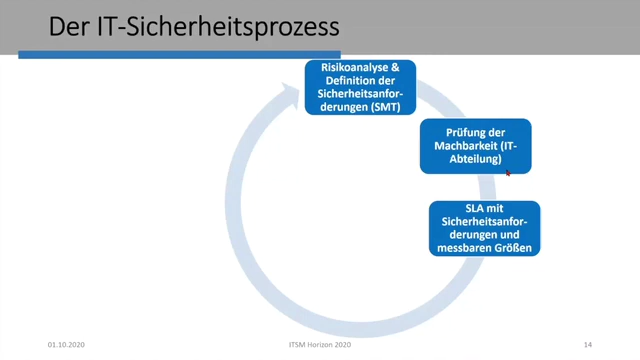 Der IT-Sicherheitsprozess
Risikoanalyse &
Definition der
Sicherheitsanfor-
derungen (SMT)
Prüfung der
Machbarkeit (IT-
Abteilung)
SLA mit
Sicherheitsanfor-
derungen und
messbaren Größen
01.10.2020
ITSM Horizon 2020
14